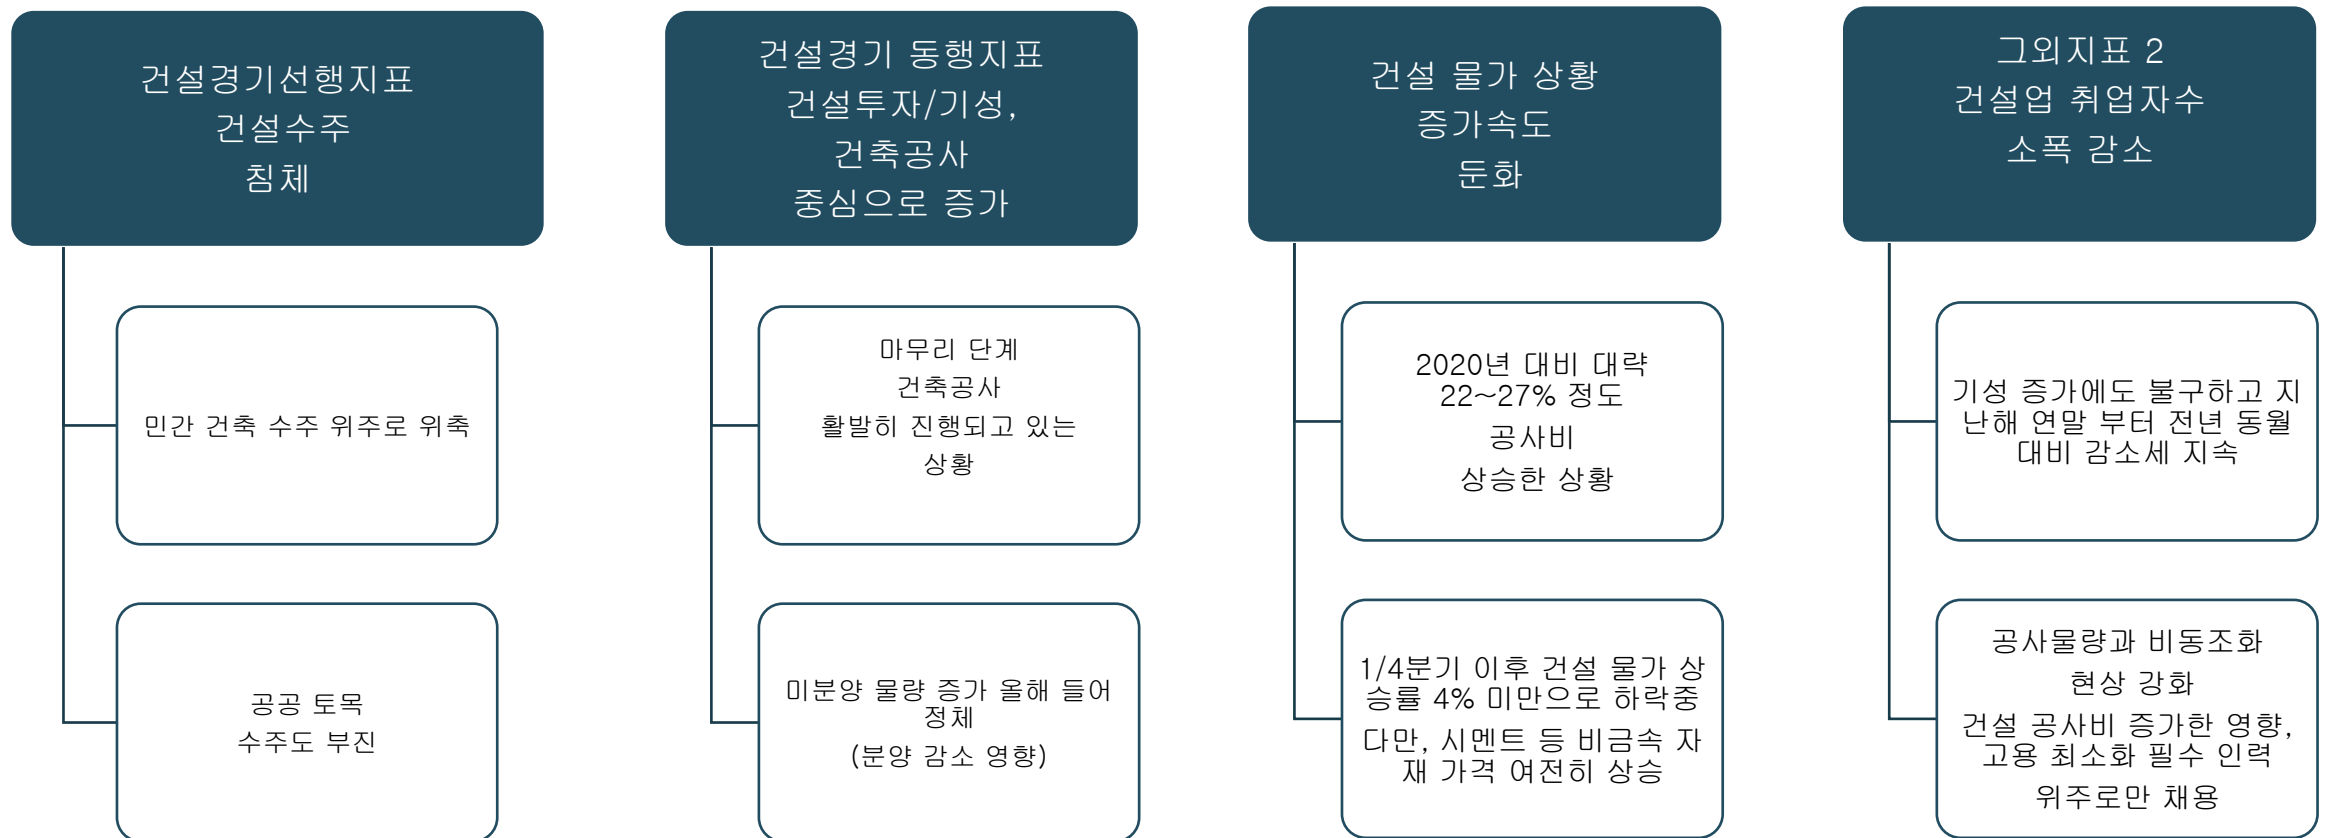 건설경기선행지표
건설수주
침체
민간 건축 수주 위주로 위축
공공 토목
수주도 부진
건설경기 동행지표
건설투자/기성,
건축공사
중심으로 증가
마무리 단계
건축공사
활발히 진행되고 있는
상황
미분양 물량 증가 올해 들어
정체
(분양 감소 영향)
건설 물가 상황
증가속도
둔화
2020년 대비 대략
22~27% 정도
공사비
상승한 상황
1/4분기 이후 건설 물가 상
승률 4% 미만으로 하락중
다만, 시멘트 등 비금속 자
재 가격 여전히 상승
그외지표 2
건설업 취업자수
소폭 감소
기성 증가에도 불구하고 지
난해 연말 부터 전년 동월
대비 감소세 지속
공사물량과 비동조화
현상 강화
건설 공사비 증가한 영향,
고용 최소화 필수 인력
위주로만 채용